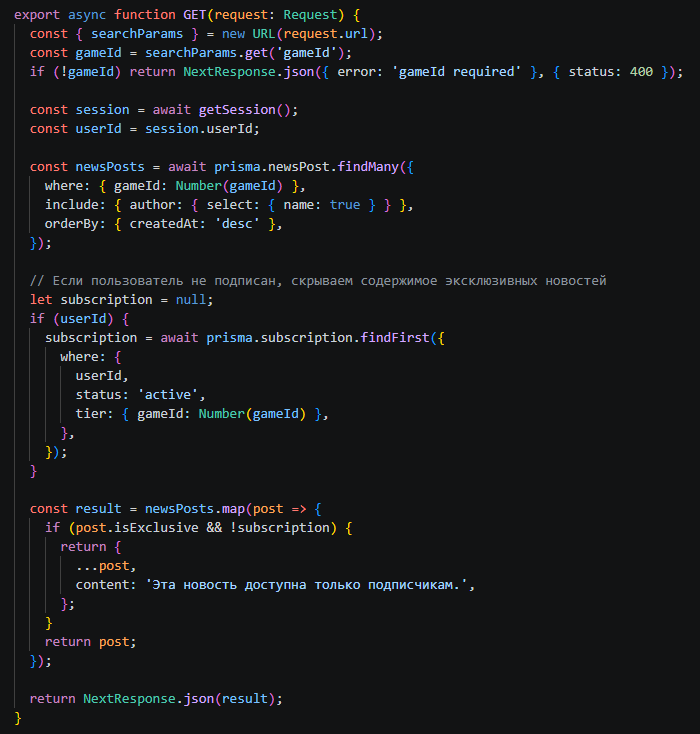 export async function GET(request: Request) {
  const { searchParams } = new URL(request.url);
  const gameId = searchParams.get('gameId');
  if (!gameId) return NextResponse.json({ error: 'gameId required' }, { status: 400 });

  const session = await getSession();
  const userId = session.userId;

  const newsPosts = await prisma.newsPost.findMany({
    where: { gameId: Number(gameId) },
    include: { author: { select: { name: true } } },
    orderBy: { createdAt: 'desc' },
  });

  // Если пользователь не подписан, скрываем содержимое эксклюзивных новостей
  let subscription = null;
  if (userId) {
    subscription = await prisma.subscription.findFirst({
      where: {
        userId,
        status: 'active',
        tier: { gameId: Number(gameId) },
      },
    });
  }

  const result = newsPosts.map(post => {
    if (post.isExclusive && !subscription) {
      return {
        ...post,
        content: 'Эта новость доступна только подписчикам.',
      };
    }
    return post;
  });

  return NextResponse.json(result);
}